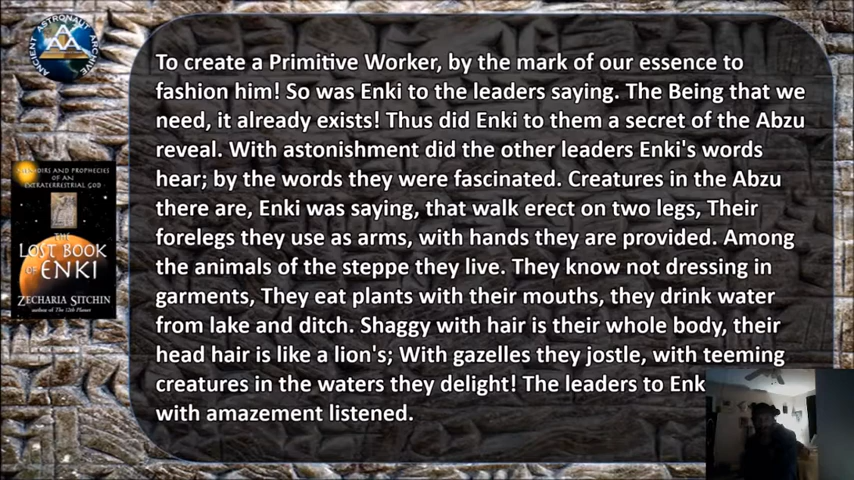 ANCIENT ASTRONAUT ARCHIVE
To create a Primitive Worker, by the mark of our essence to
fashion him! So was Enki to the leaders saying. The Being that we
need, it already exists! Thus did Enki to them a secret of the Abzu
reveal. With astonishment did the other leaders Enki's words
hear; by the words they were fascinated. Creatures in the Abzu
there are, Enki was saying, that walk erect on two legs, Their
forelegs they use as arms, with hands they are provided. Among
the animals of the steppe they live. They know not dressing in
garments, They eat plants with their mouths, they drink water
from lake and ditch. Shaggy with hair is their whole body, their
head hair is like a lion's; With gazelles they jostle, with teeming
creatures in the waters they delight! The leaders to Enk
with amazement listened.
AND PROPHECIES
OF AN
EXTRATERRESTRIAL GOD
THE
LOST BOOK
OF ENKI
ZECHARIA SITCHIN
author of The 12th Planet